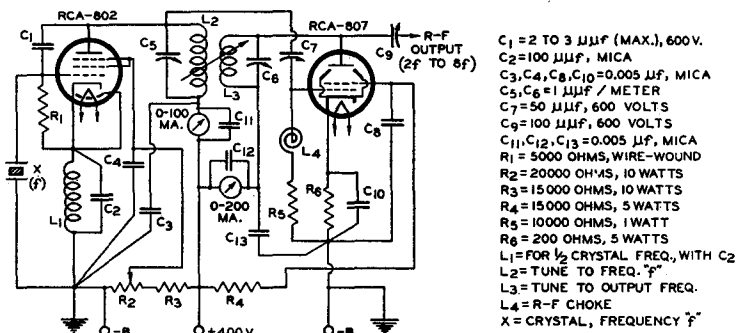 RCA-802
RCA-807
C1
L2
C5
C7
C9
R-F
OUTPUT
(2f TO 8f)
C6
L3
R1
0-100
MA.
C11
C8
X
(f)
C4
C12
L4
L1
C2
C3
0-200
MA.
R5
R6
C10
C13
R2
R3
R4
-B
+400V
-B
C1=2 TO 3 µµf (MAX.), 600V.
C2=100 µµf, MICA
C3,C4,C8,C10=0.005 µf, MICA
C5,C6=1 µµf / METER
C7=50 µµf, 600 VOLTS
C9=100 µµf, 600 VOLTS
C11,C12,C13=0.005 µf, MICA
R1=5000 OHMS, WIRE-WOUND
R2=20000 OHMS, 10 WATTS
R3=15000 OHMS, 10 WATTS
R4=15000 OHMS, 5 WATTS
R5=10000 OHMS, 1 WATT
R6=200 OHMS, 5 WATTS
L1=FOR 1/2 CRYSTAL FREQ., WITH C2
L2=TUNE TO FREQ. "f"
L3=TUNE TO OUTPUT FREQ.
L4=R-F CHOKE
X=CRYSTAL, FREQUENCY "f"